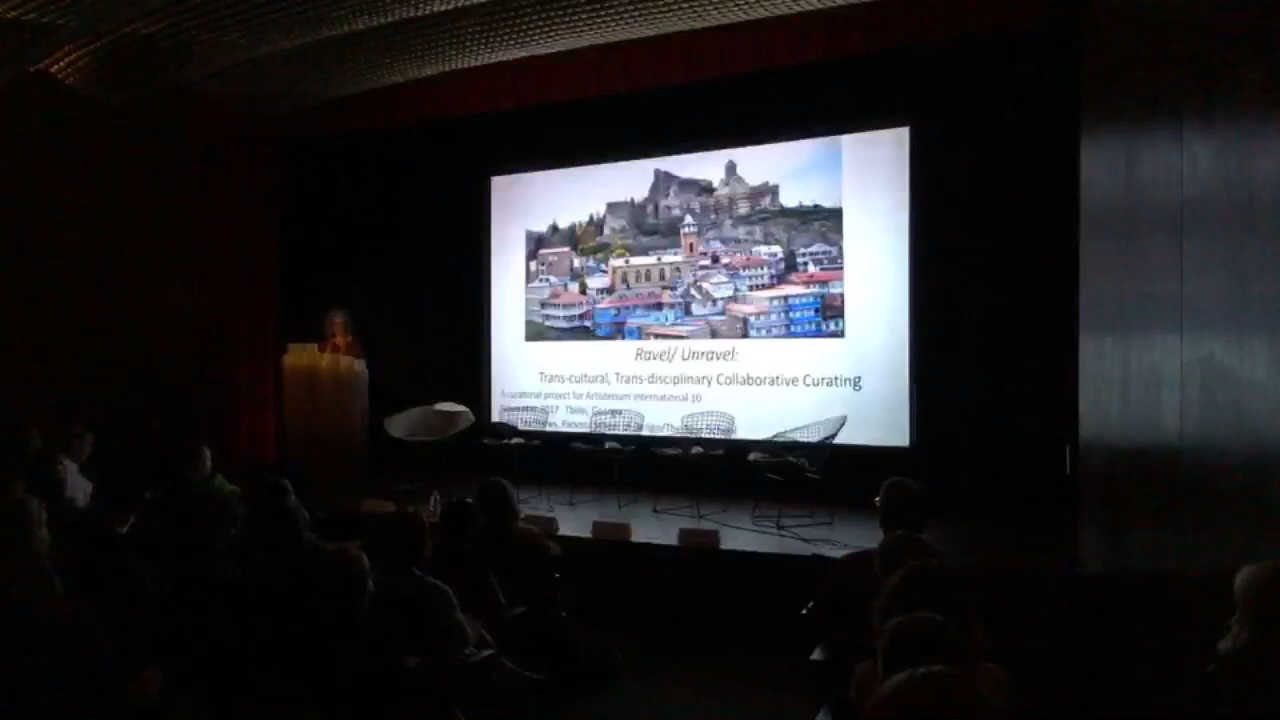 Ravel/ Unravel:
Trans-cultural, Trans-disciplinary Collaborative Curating
A curatorial project for Artisterium International 10
2017 Tbilisi, Georgia